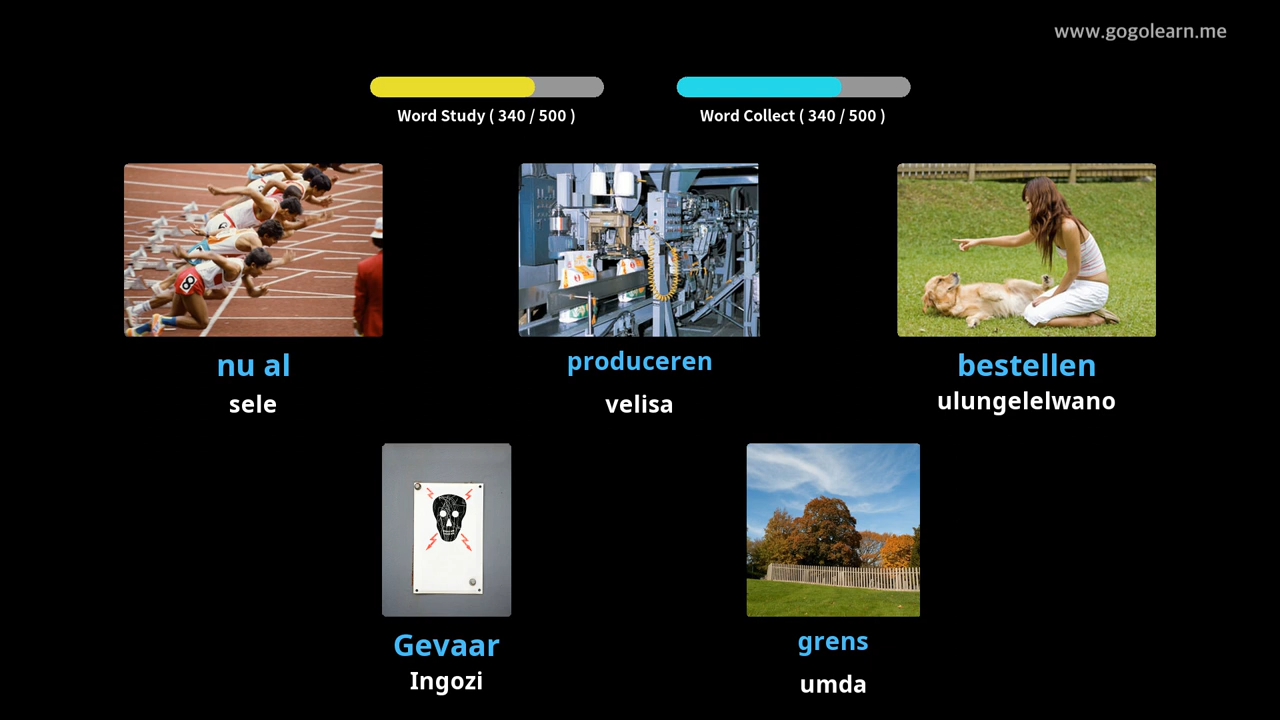 www.gogolearn.me
Word Study ( 340 / 500 )
Word Collect ( 340 / 500 )
8
nu al
sele
produceren
velisa
bestellen
ulungelelwano
Gevaar
Ingozi
grens
umda